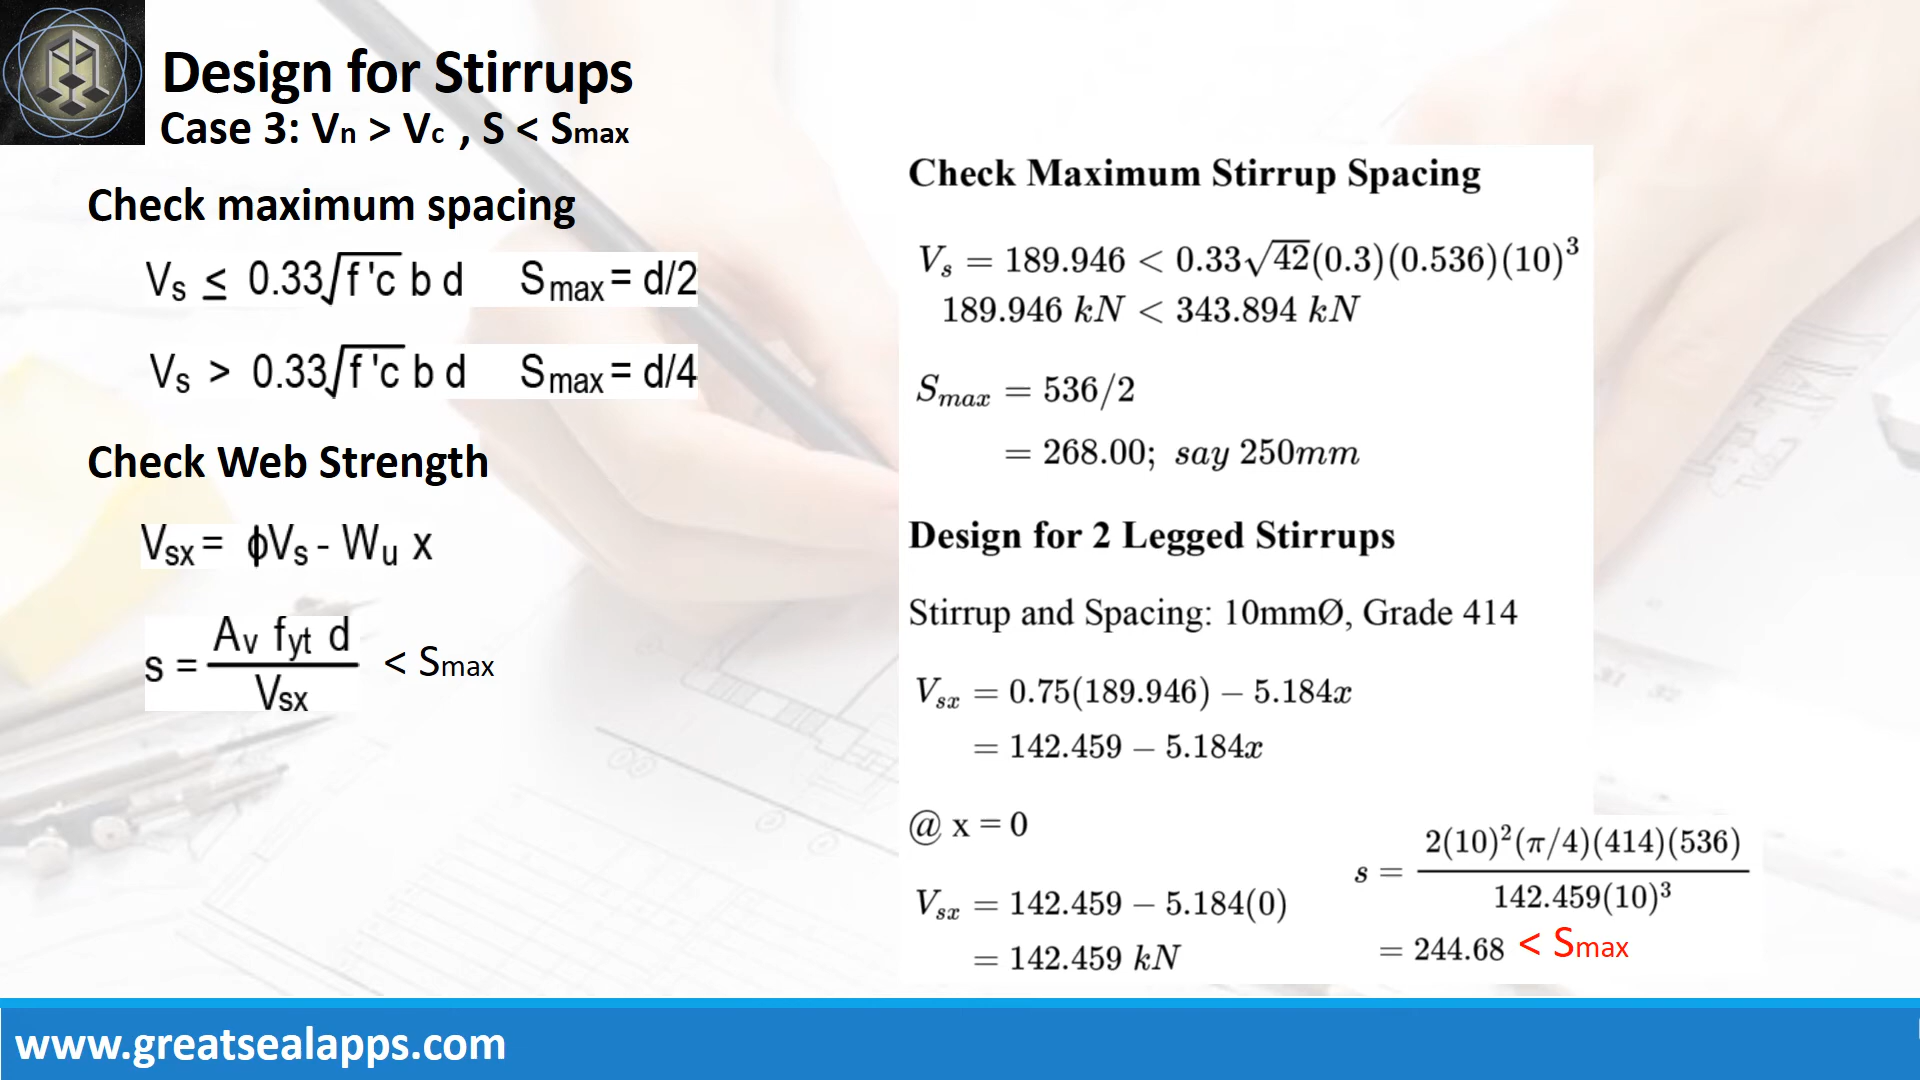 Design for Stirrups
Case 3: Vn > Vc , S < Smax
Check maximum spacing
Vs ≤ 0.33√f 'c b d Smax = d/2
Vs > 0.33√f 'c b d Smax = d/4
Check Web Strength
Vsx = ϕVs - Wu x
s = Av fyt d / Vsx < Smax
Check Maximum Stirrup Spacing
Vs = 189.946 < 0.33√42(0.3)(0.536)(10)³
189.946 kN < 343.894 kN
Smax = 536/2
= 268.00; say 250mm
Design for 2 Legged Stirrups
Stirrup and Spacing: 10mmØ, Grade 414
Vsx = 0.75(189.946) − 5.184x
= 142.459 − 5.184x
@ x = 0
Vsx = 142.459 − 5.184(0)
= 142.459 kN
s = 2(10)²(π/4)(414)(536) / 142.459(10)³
= 244.68 < Smax
www.greatsealapps.com